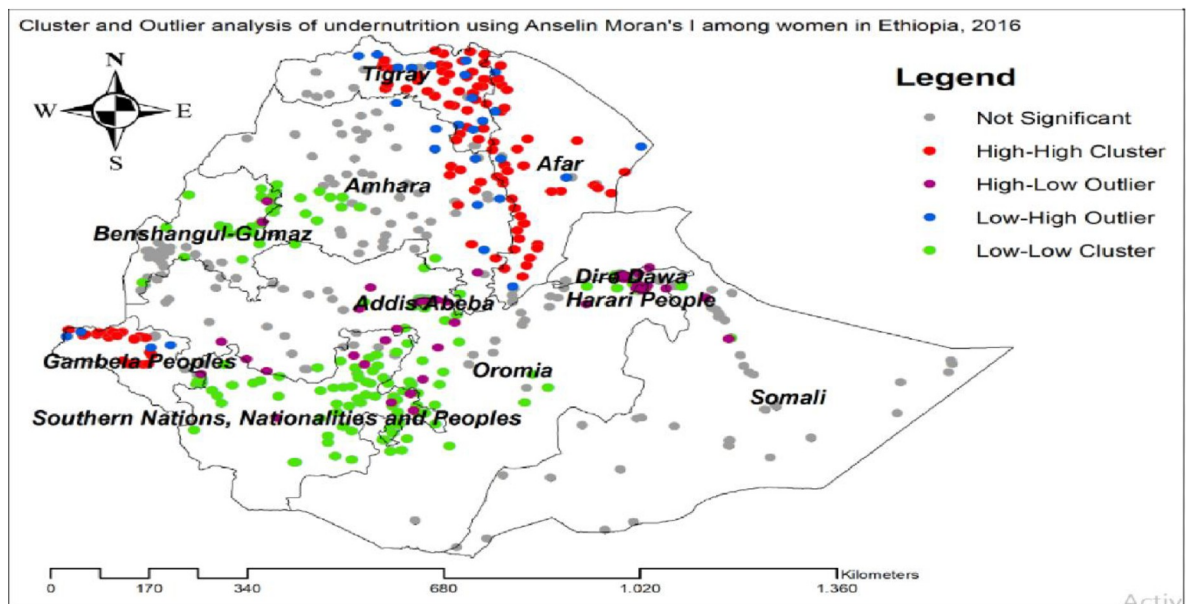 Cluster and Outlier analysis of undernutrition using Anselin Moran's I among women in Ethiopia, 2016
N
W E
S
Legend
Not Significant
High-High Cluster
High-Low Outlier
Low-High Outlier
Low-Low Cluster
Tigray
Afar
Amhara
Benshangul-Gumaz
Dire Dawa
Addis Abeba
Harari People
Gambela Peoples
Oromia
Somali
Southern Nations, Nationalities and Peoples
0 170 340 680 1.020 1.360 Kilometers
Activ